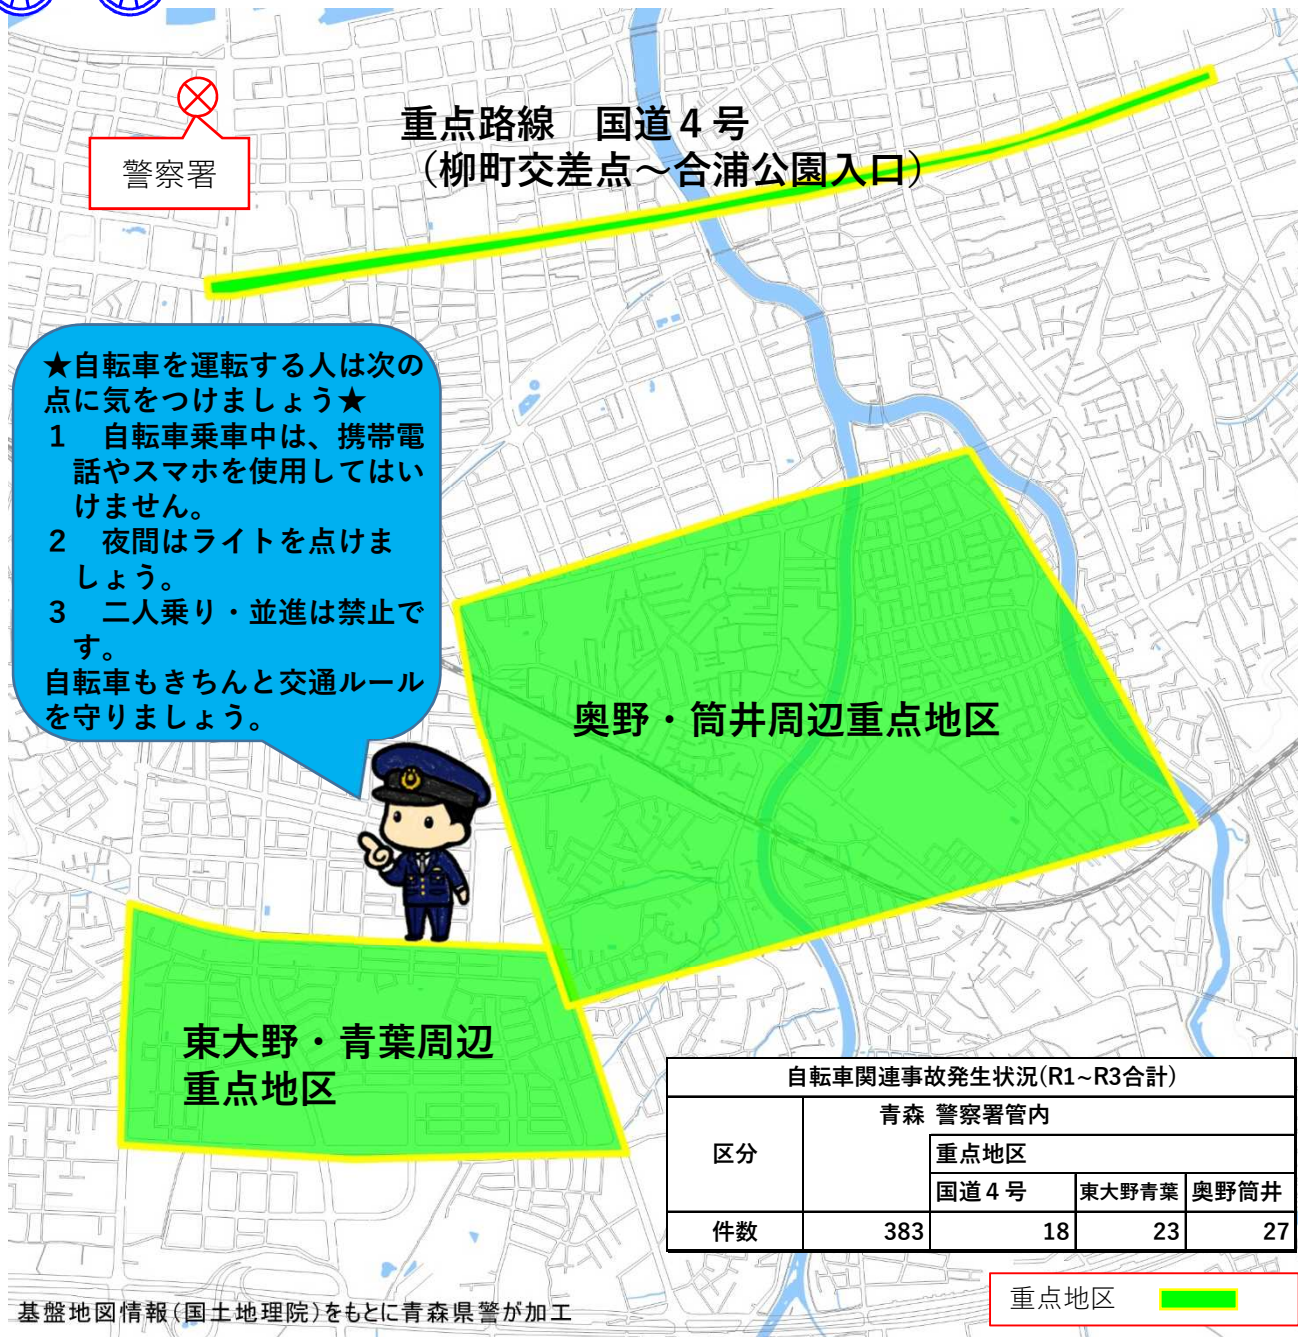 重点路線　国道４号
（柳町交差点～合浦公園入口）
警察署
★自転車を運転する人は次の
点に気をつけましょう★
１　自転車乗車中は、携帯電
話やスマホを使用してはい
けません。
２　夜間はライトを点けま
しょう。
３　二人乗り・並進は禁止で
す。
自転車もきちんと交通ルール
を守りましょう。
奥野・筒井周辺重点地区
東大野・青葉周辺
重点地区
自転車関連事故発生状況(R1~R3合計)
区分 青森 警察署管内
重点地区
国道４号 東大野青葉 奥野筒井
件数 383 18 23 27
重点地区
基盤地図情報(国土地理院)をもとに青森県警が加工